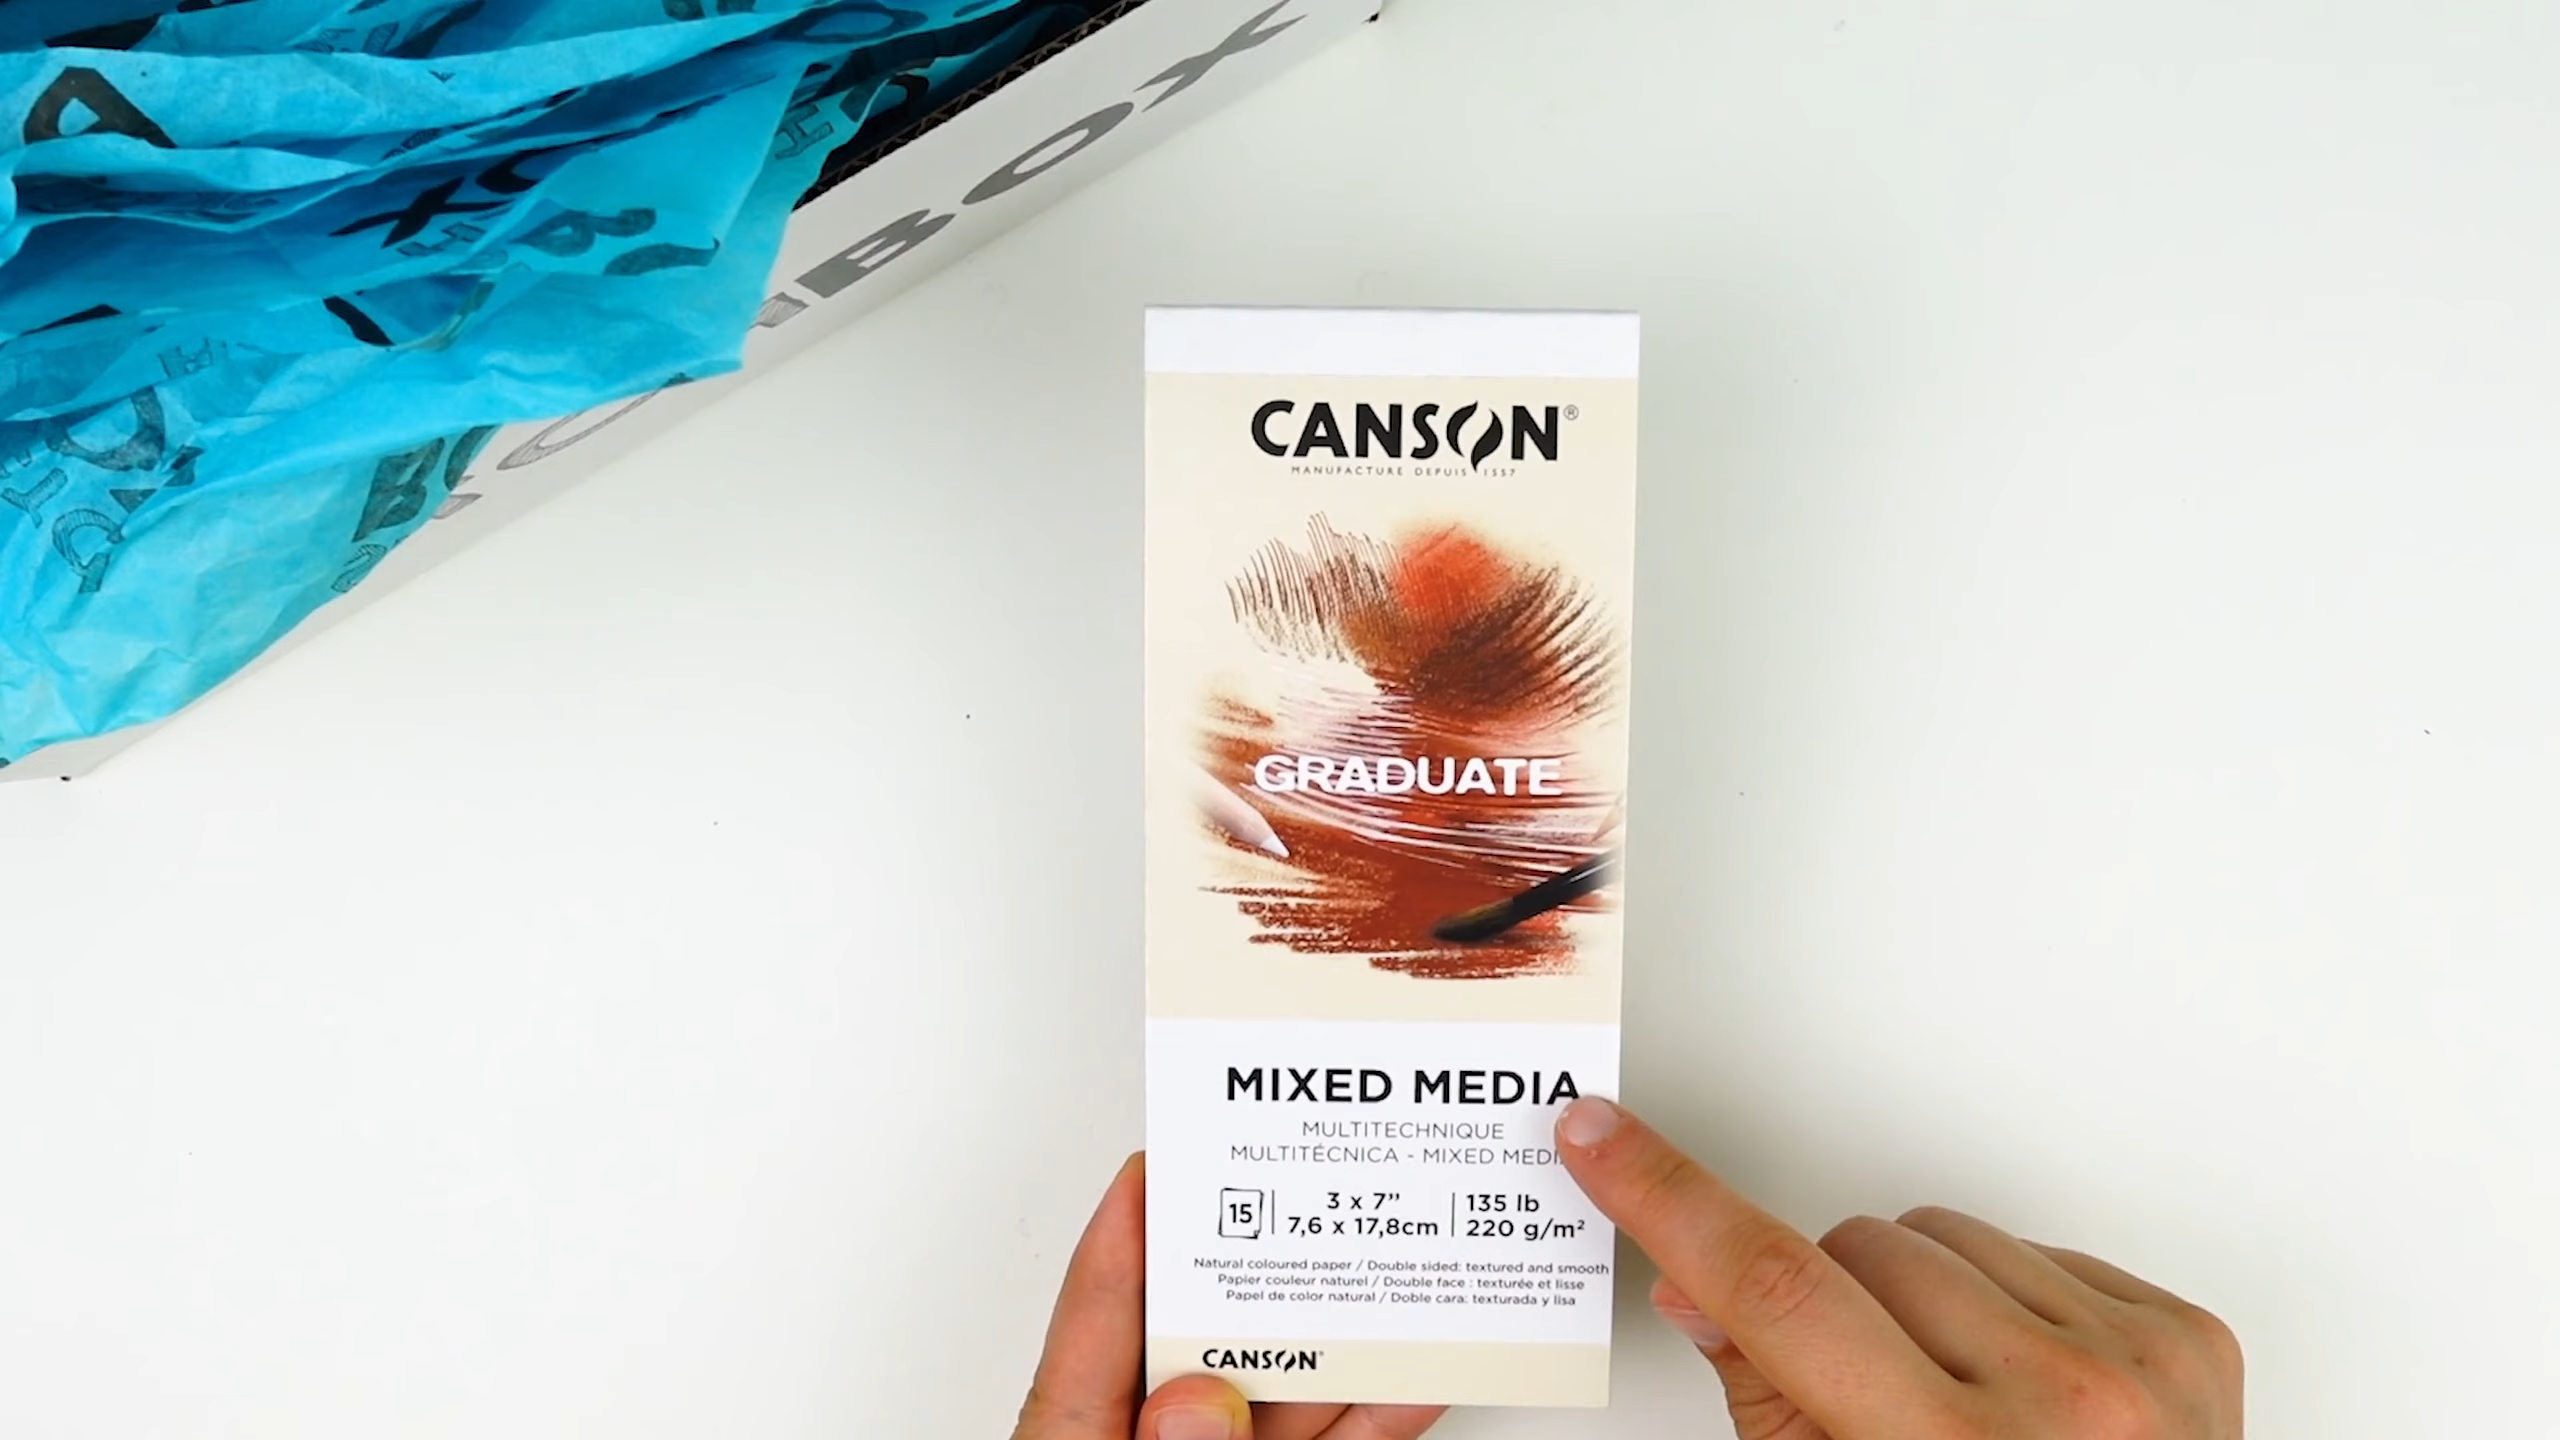 BOX
CANSON®
MANUFACTURE DEPUIS 1557
GRADUATE
MIXED MEDIA
MULTITECHNIQUE
MULTITÉCNICA - MIXED
15
3 x 7”
7,6 x 17,8cm
135 lb
220 g/m²
Natural coloured paper / Double sided: textured and smooth
Papier couleur naturel / Double face : texturée et lisse
Papel de color natural / Doble cara: texturada y lisa
CANSON®